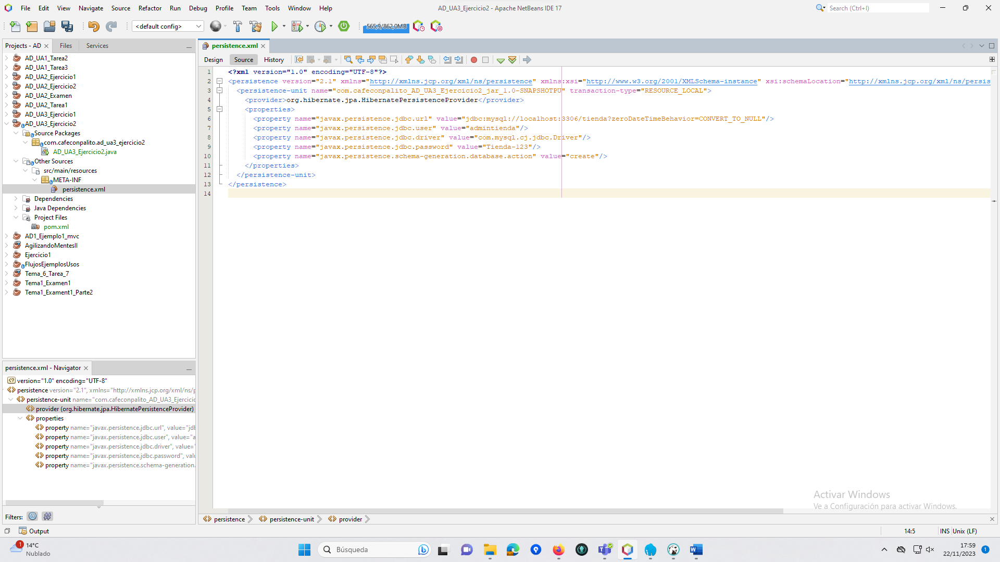 File Edit View Navigate Source Refactor Run Debug Profile Team Tools Window Help
AD_UA3_Ejercicio2 - Apache NetBeans IDE 17
Search (Ctrl+I)
<default config>
565,9/862,0MB
Projects - AD
Files
Services
AD_UA1_Tarea2
AD_UA1_Tarea3
AD_UA2_Ejercicio1
AD_UA2_Ejercicio2
AD_UA2_Examen
AD_UA2_Tarea1
AD_UA3_Ejercicio1
AD_UA3_Ejercicio2
Source Packages
com.cafeconpalito.ad_ua3_ejercicio2
AD_UA3_Ejercicio2.java
Other Sources
src/main/resources
META-INF
persistence.xml
Dependencies
Java Dependencies
Project Files
pom.xml
AD1_Ejemplo1_mvc
AgilizandoMentesII
Ejercicio1
FlujosEjemplosUsos
Tema_6_Tarea_7
Tema1_Examen1
Tema1_Exament1_Parte2
persistence.xml - Navigator
version="1.0" encoding="UTF-8"
persistence version="2.1", xmlns="http://xmlns.jcp.org/xml/ns/p
persistence-unit name="com.cafeconpalito_AD_UA3_Ejercicio
provider (org.hibernate.jpa.HibernatePersistenceProvider)
properties
property name="javax.persistence.jdbc.url", value="jdb
property name="javax.persistence.jdbc.user", value="a
property name="javax.persistence.jdbc.driver", value=
property name="javax.persistence.jdbc.password", valu
property name="javax.persistence.schema-generation.
Filters:
persistence.xml
Design Source History
1 <?xml version="1.0" encoding="UTF-8"?>
2 <persistence version="2.1" xmlns="http://xmlns.jcp.org/xml/ns/persistence" xmlns:xsi="http://www.w3.org/2001/XMLSchema-instance" xsi:schemaLocation="http://xmlns.jcp.org/xml/ns/persis
3 <persistence-unit name="com.cafeconpalito_AD_UA3_Ejercicio2_jar_1.0-SNAPSHOTPU" transaction-type="RESOURCE_LOCAL">
4 <provider>org.hibernate.jpa.HibernatePersistenceProvider</provider>
5 <properties>
6 <property name="javax.persistence.jdbc.url" value="jdbc:mysql://localhost:3306/tienda?zeroDateTimeBehavior=CONVERT_TO_NULL"/>
7 <property name="javax.persistence.jdbc.user" value="admintienda"/>
8 <property name="javax.persistence.jdbc.driver" value="com.mysql.cj.jdbc.Driver"/>
9 <property name="javax.persistence.jdbc.password" value="Tienda-123"/>
10 <property name="javax.persistence.schema-generation.database.action" value="create"/>
11 </properties>
12 </persistence-unit>
13 </persistence>
14
Activar Windows
Ve a Configuración para activar Windows.
persistence persistence-unit provider
Output
14:5
INS Unix (LF)
1
14°C
Nublado
Búsqueda
17:59
22/11/2023
1